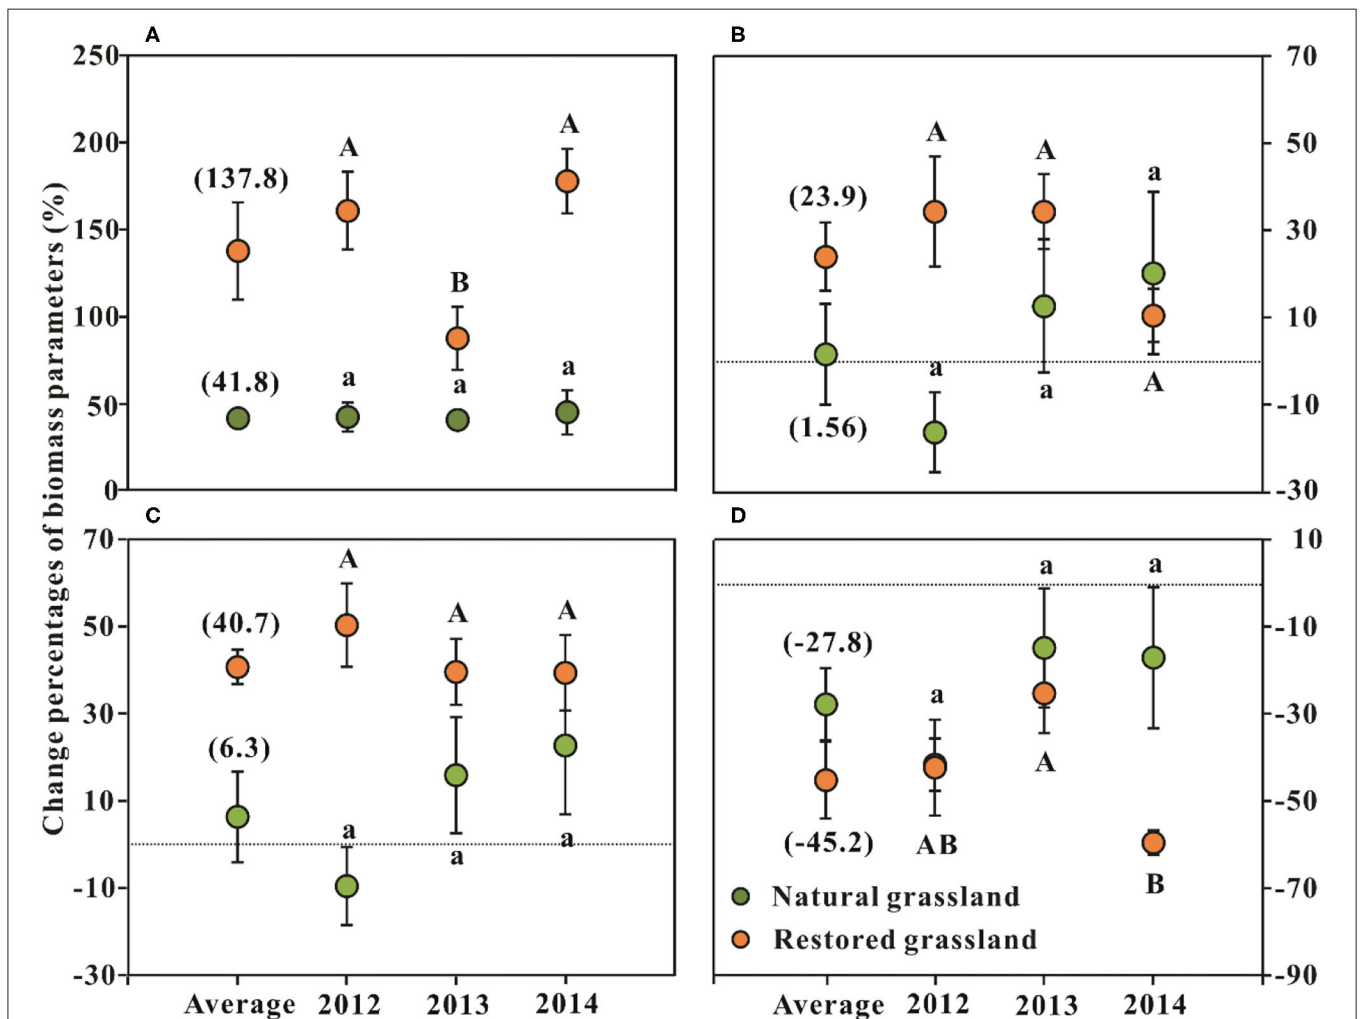 Change percentages of biomass parameters (%)
A
250
200
150
100
50
0
(137.8)
(41.8)
A
B
A
a
a
a
B
70
50
30
10
-10
-30
(23.9)
(1.56)
A
A
a
a
a
A
C
70
50
30
10
-10
-30
(40.7)
(6.3)
A
A
A
a
a
a
Average 2012 2013 2014
D
10
-10
-30
-50
-70
-90
(-27.8)
(-45.2)
a
a
a
AB
A
B
Natural grassland
Restored grassland
Average 2012 2013 2014